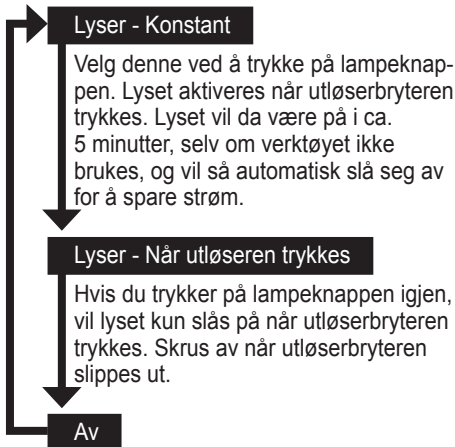 Lyser - Konstant
Velg denne ved å trykke på lampeknap-
pen. Lyset aktiveres når utløserbryteren
trykkes. Lyset vil da være på i ca.
5 minutter, selv om verktøyet ikke
brukes, og vil så automatisk slå seg av
for å spare strøm.
Lyser - Når utløseren trykkes
Hvis du trykker på lampeknappen igjen,
vil lyset kun slås på når utløserbryteren
trykkes. Skrus av når utløserbryteren
slippes ut.
Av